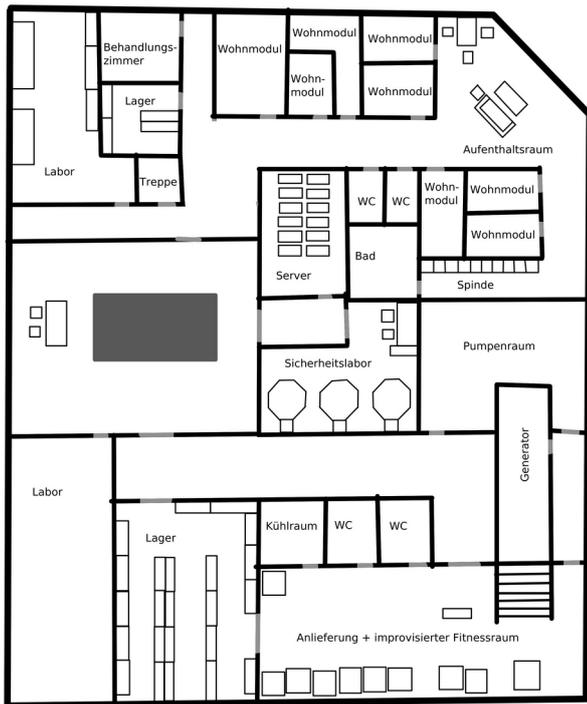 Behandlungs-
zimmer
Wohnmodul
Wohnmodul
Wohnmodul
Wohn-
modul
Wohnmodul
Lager
Aufenthaltsraum
Labor
Treppe
WC
WC
Wohn-
modul
Wohnmodul
Wohnmodul
Bad
Server
Spinde
Pumpenraum
Sicherheitslabor
Generator
Labor
Lager
Kühlraum
WC
WC
Anlieferung + improvisierter Fitnessraum